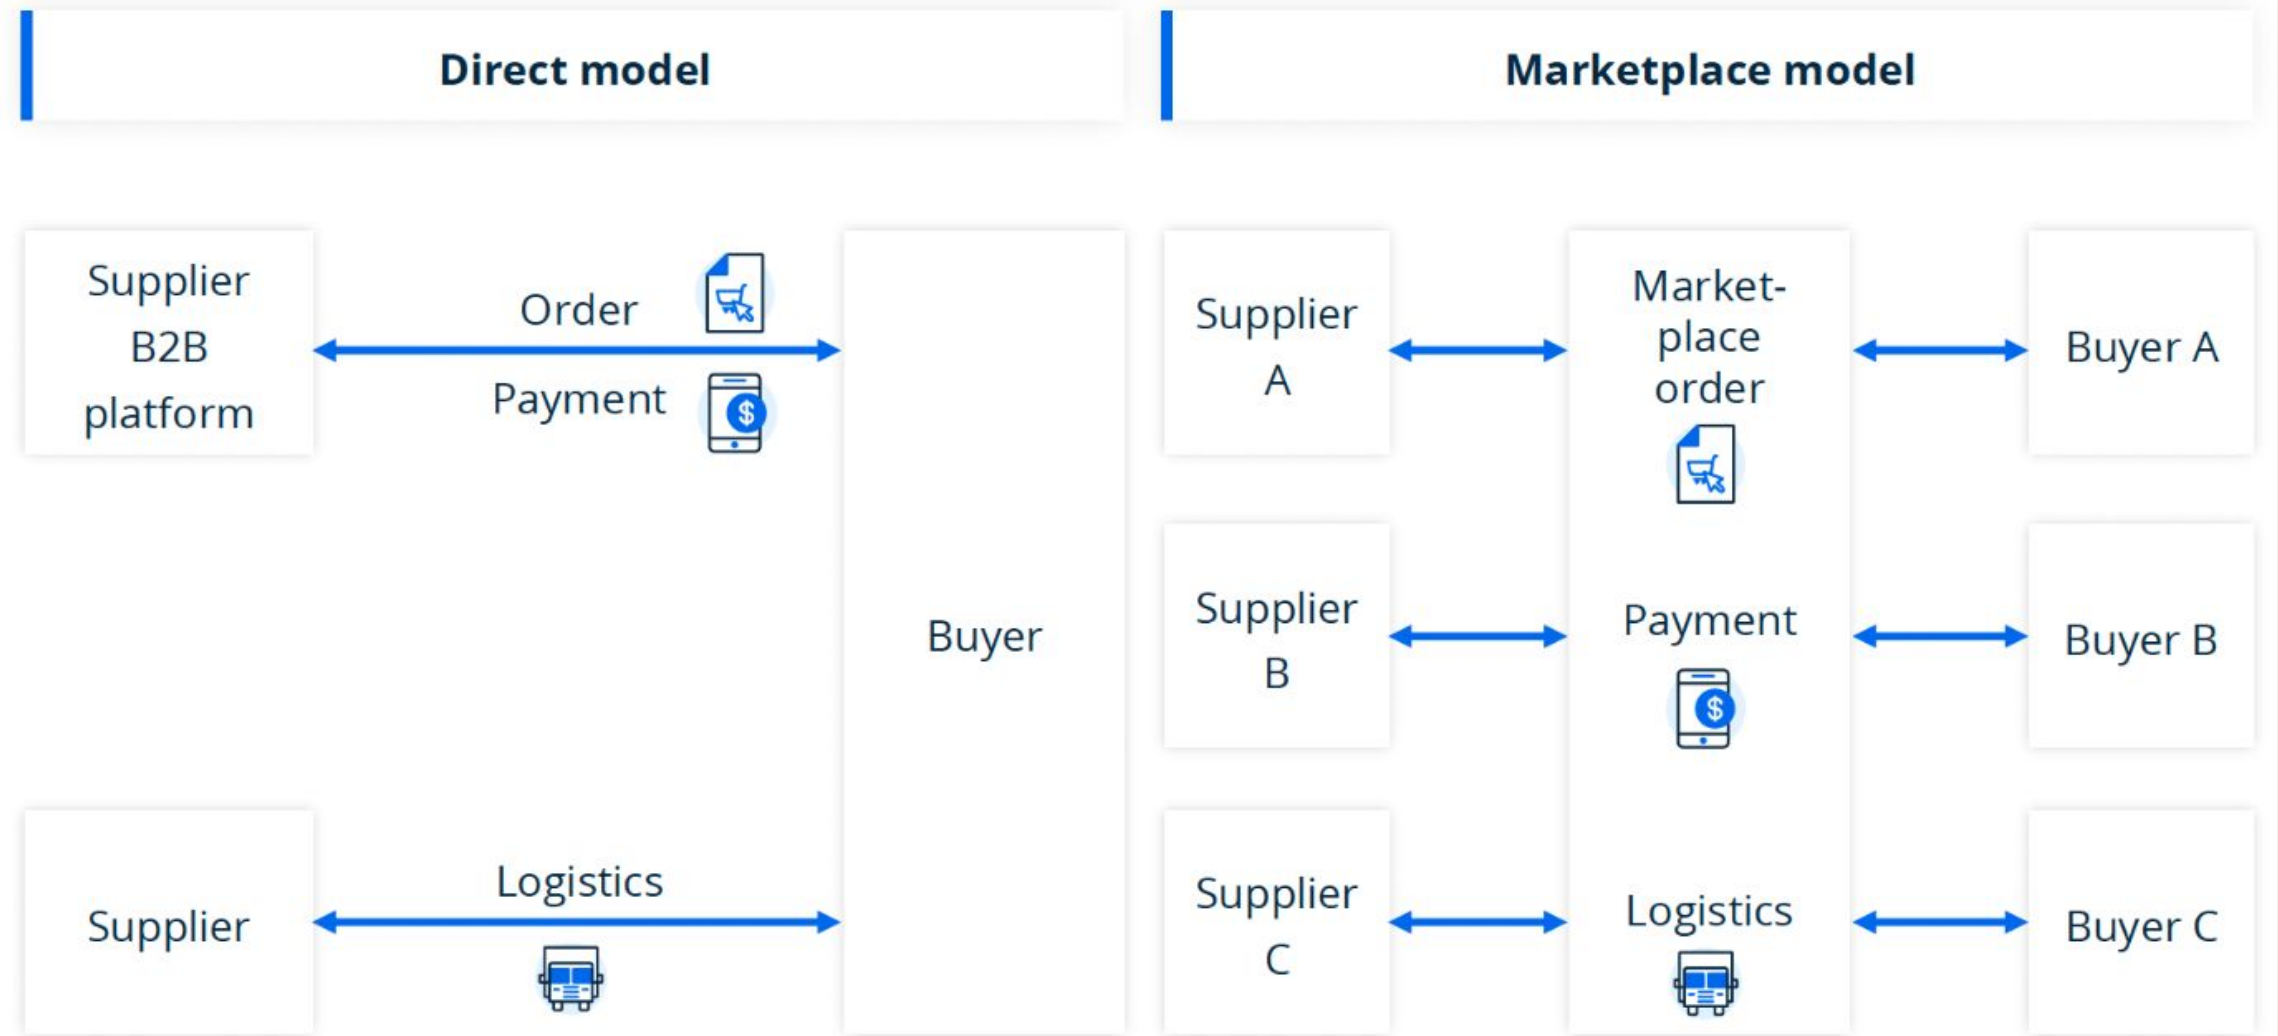 Direct model
Supplier
B2B
platform
Order
Payment
$
Buyer
Supplier
Logistics
Marketplace model
Supplier
A
Market-
place
order
Buyer A
Supplier
B
Payment
$
Buyer B
Supplier
C
Logistics
Buyer C